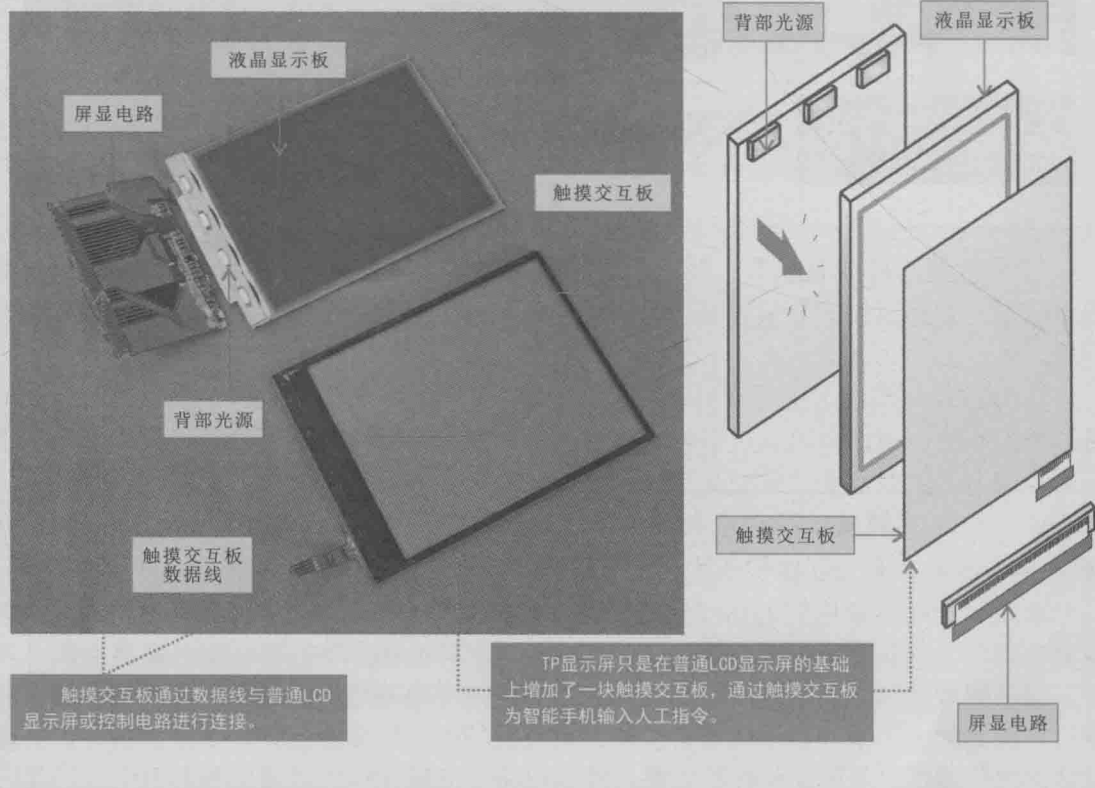 背部光源
液晶显示板
液晶显示板
屏显电路
触摸交互板
背部光源
触摸交互板
数据线
触摸交互板
触摸交互板通过数据线与普通LCD
显示屏或控制电路进行连接。
TP显示屏只是在普通LCD显示屏的基础
上增加了一块触摸交互板，通过触摸交互板
为智能手机输入人工指令。
屏显电路